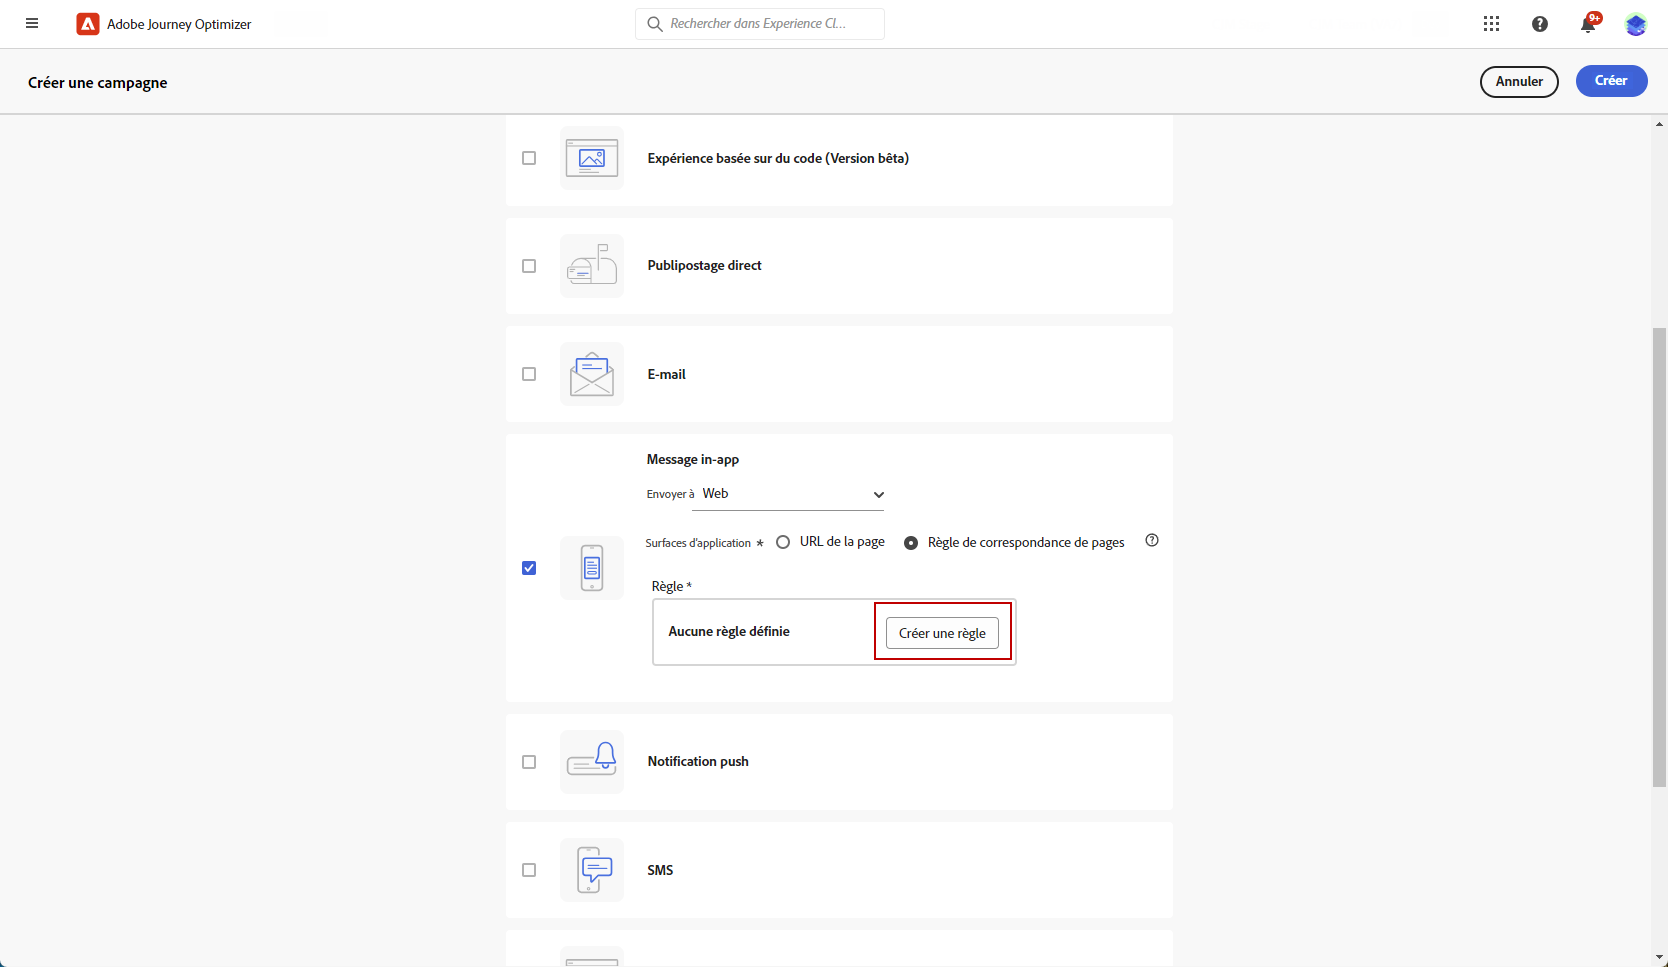 Adobe Journey Optimizer
Rechercher dans Experience Cl...
9+
Créer une campagne
Annuler
Créer
Expérience basée sur du code (Version bêta)
Publipostage direct
E-mail
Message in-app
Envoyer à Web
Surfaces d'application * URL de la page Règle de correspondance de pages
Règle *
Aucune règle définie
Créer une règle
Notification push
SMS